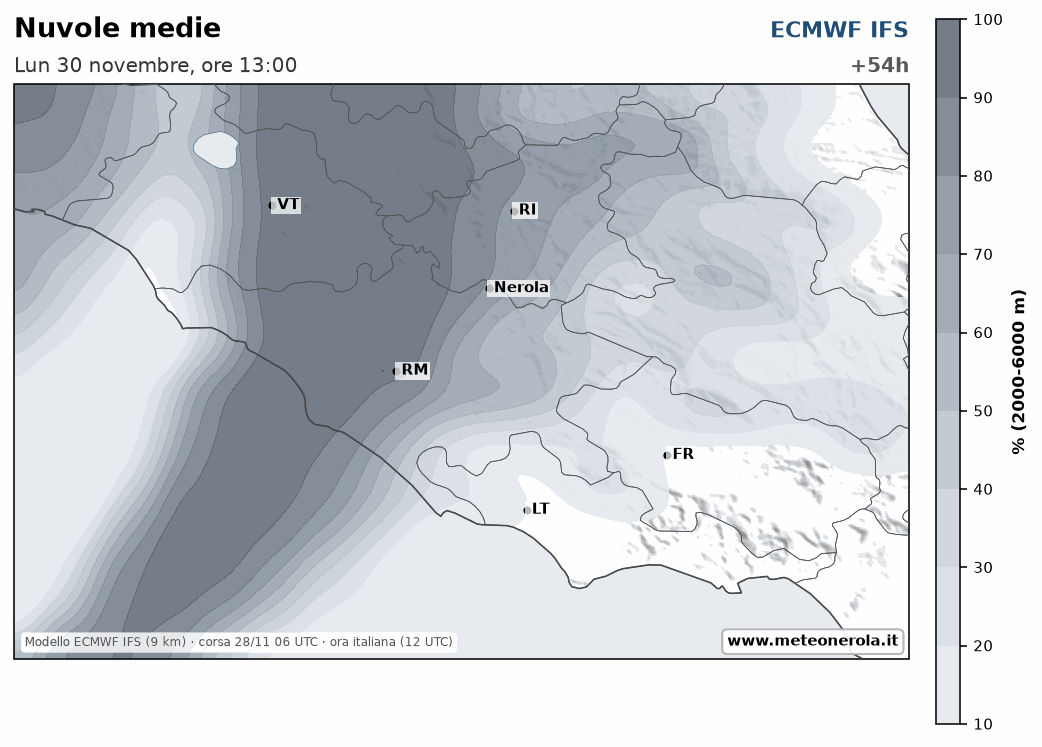 Nuvole medie
ECMWF IFS
Lun 30 novembre, ore 13:00
+54h
VT
RI
Nerola
RM
FR
LT
Modello ECMWF IFS (9 km) · corsa 28/11 06 UTC · ora italiana (12 UTC)
www.meteonerola.it
100
90
80
70
60
50
40
30
20
10
% (2000-6000 m)